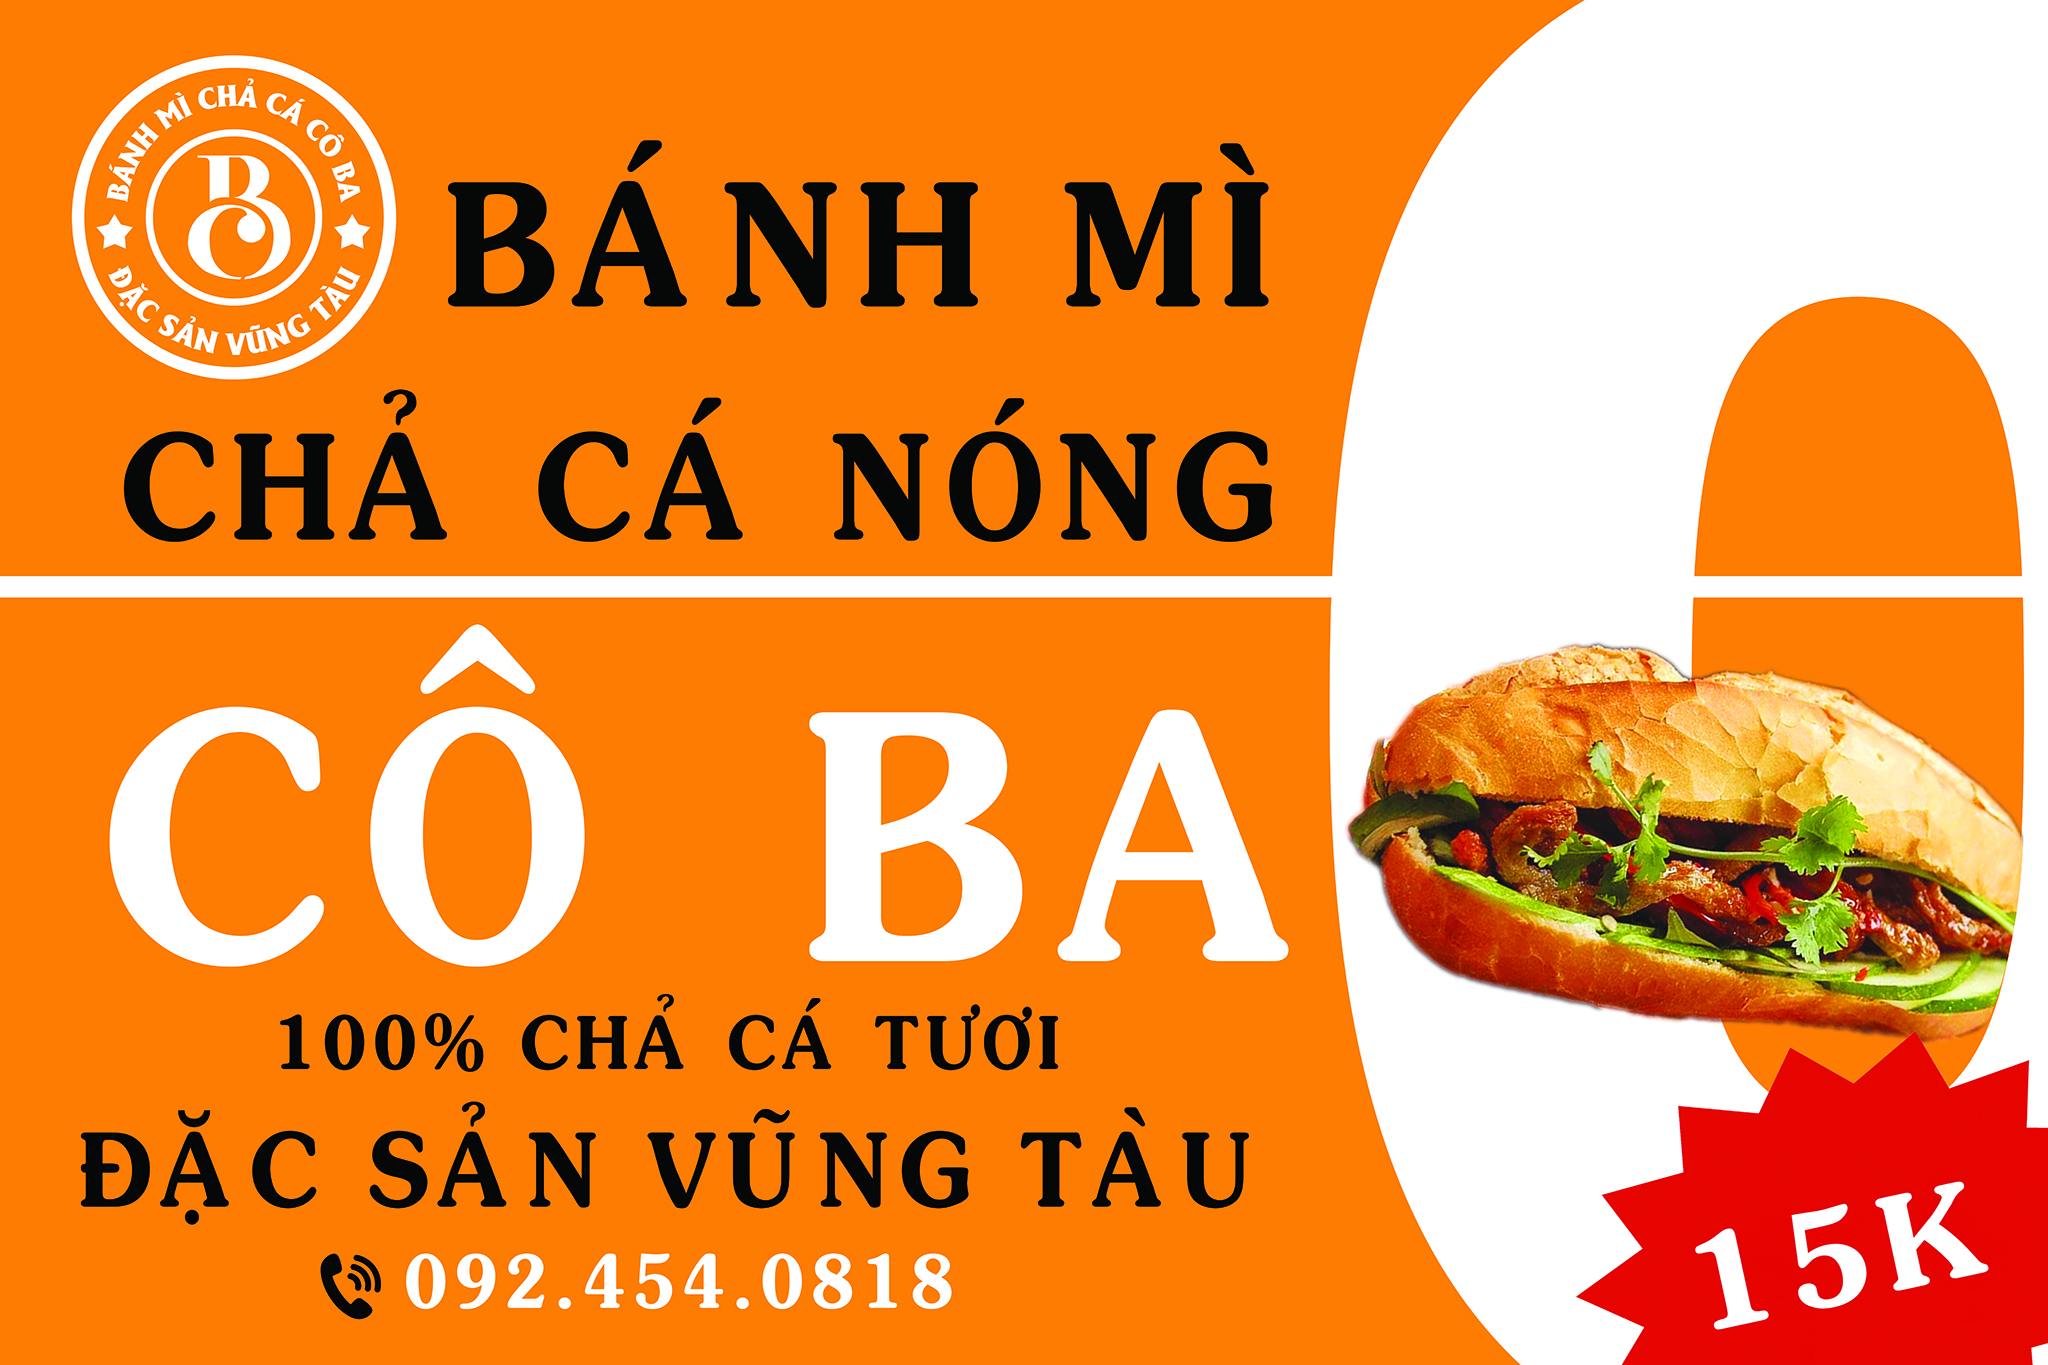 BÁNH MÌ CHẢ CÁ CÔ BA
BC
ĐẶC SẢN VŨNG TÀU
BÁNH MÌ
CHẢ CÁ NÓNG
CÔ BA
100% CHẢ CÁ TƯƠI
ĐẶC SẢN VŨNG TÀU
092.454.0818
15K